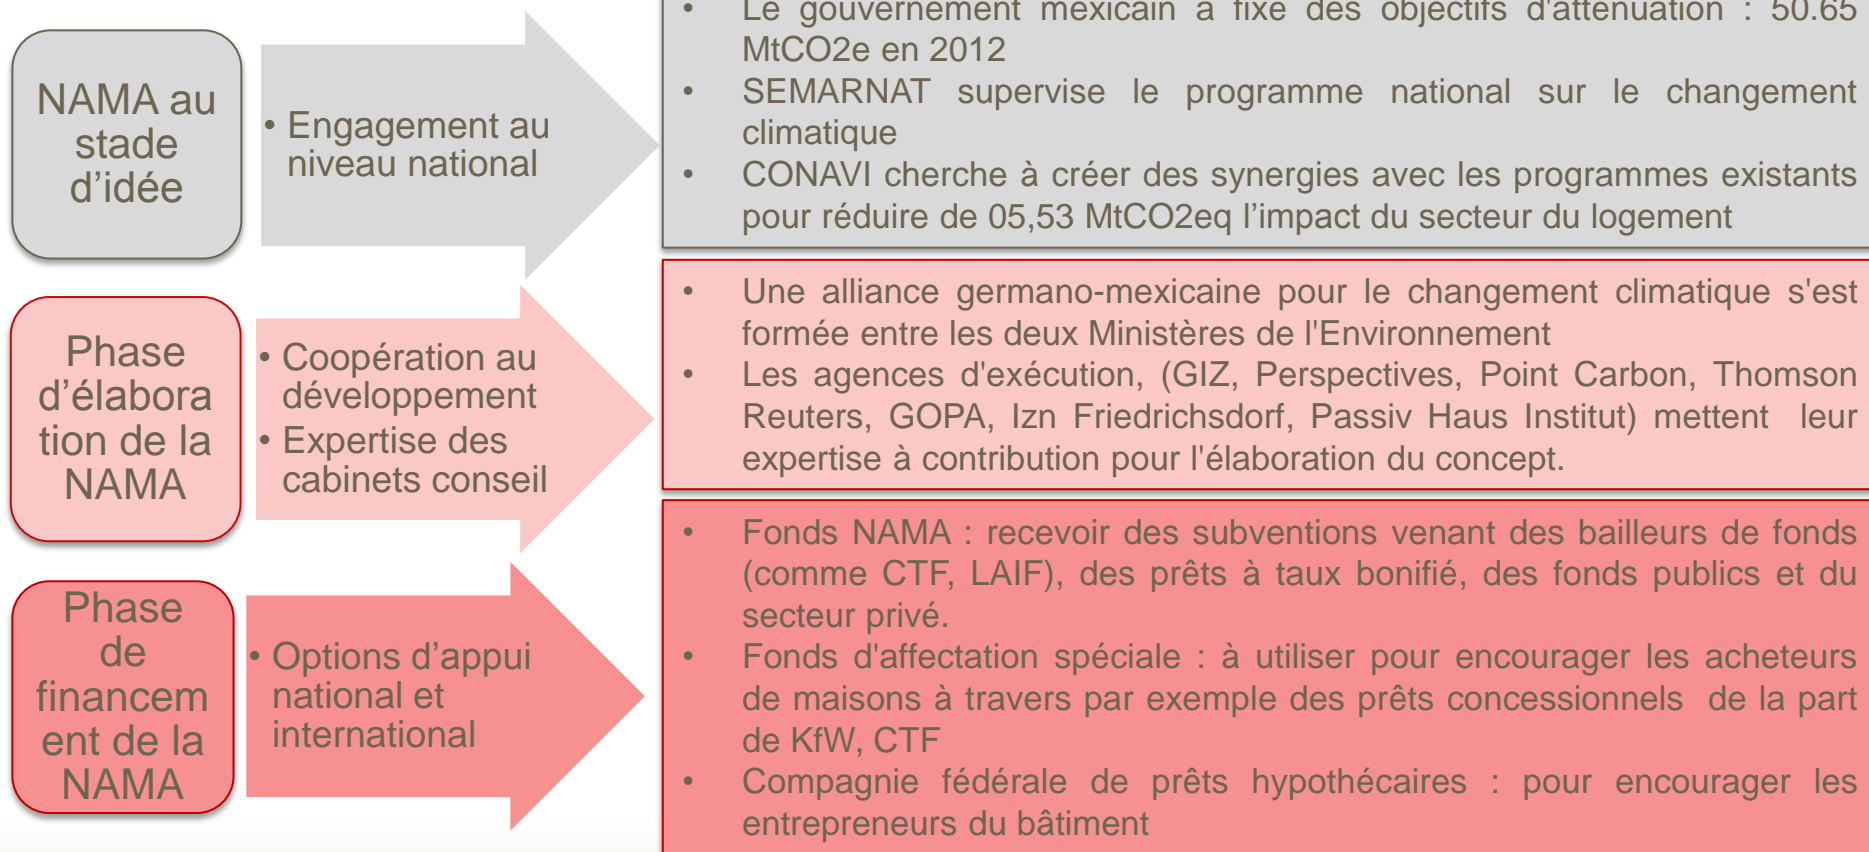 NAMA au
stade
d’idée
• Engagement au
niveau national
• Le gouvernement mexicain a fixé des objectifs d'atténuation : 50.65
MtCO2e en 2012
• SEMARNAT supervise le programme national sur le changement
climatique
• CONAVI cherche à créer des synergies avec les programmes existants
pour réduire de 05,53 MtCO2eq l’impact du secteur du logement
Phase
d’élabora
tion de la
NAMA
• Coopération au
développement
• Expertise des
cabinets conseil
• Une alliance germano-mexicaine pour le changement climatique s'est
formée entre les deux Ministères de l'Environnement
• Les agences d'exécution, (GIZ, Perspectives, Point Carbon, Thomson
Reuters, GOPA, Izn Friedrichsdorf, Passiv Haus Institut) mettent leur
expertise à contribution pour l'élaboration du concept.
Phase
de
financem
ent de la
NAMA
• Options d’appui
national et
international
• Fonds NAMA : recevoir des subventions venant des bailleurs de fonds
(comme CTF, LAIF), des prêts à taux bonifié, des fonds publics et du
secteur privé.
• Fonds d'affectation spéciale : à utiliser pour encourager les acheteurs
de maisons à travers par exemple des prêts concessionnels de la part
de KfW, CTF
• Compagnie fédérale de prêts hypothécaires : pour encourager les
entrepreneurs du bâtiment